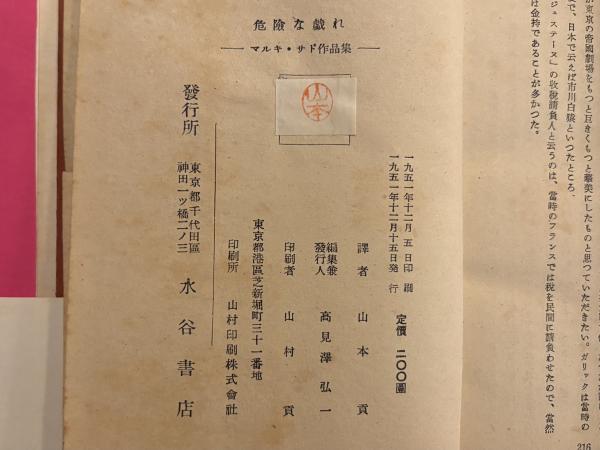 東京の帝國劇場をもつと巨きくもつと豪美にしたものと思つていただきたい。ガリツクは當時の
で、日本で云えば市川白猿といつたところ。
ジユステーヌ」の收税請負人と云うのは、當時のフランスでは税を民間に請負わせたので、當然
は金持であることが多かつた。
216
危險な戲れ
マルキ・サド作品集
山本
一九五一年十二月 五日印刷
一九五一年十二月十五日発行
定價 二〇〇圓
譯者 山本貢
編集兼
發行人 高見澤弘一
印刷者 山村貢
東京都港區芝新堀町三十一番地
印刷所 山村印刷株式會社
發行所 東京都千代田區
神田一ッ橋二ノ三 水谷書店